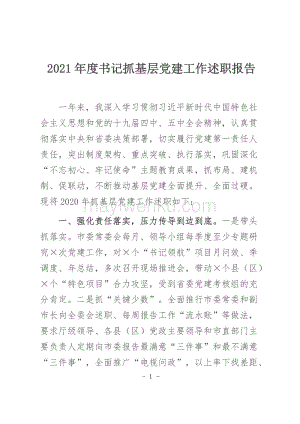 2021年度书记抓基层党建工作述职报告
一年来，我深入学习贯彻习近平新时代中国特色社
会主义思想和党的十九届四中、五中全会精神，认真贯
彻落实中央和省委决策部署，切实履行党建第一责任人
责任，突出制度架构、重点突破、执行落实，巩固深化
“不忘初心、牢记使命”主题教育成果，抓布局、建机
制、促联动，不断推动基层党建全面提升、全面过硬。
现将2020年抓基层党建工作述职如下：
一、强化责任落实，压力传导到边到底。一是带头
抓落实。市委常委会每月、领导小组每季度至少专题研
究×次党建工作，对×个“书记领航”项目月问效、季
调度、年总结，多次召开现场推进会，带动×个县（区）
×个“特色项目”合力攻坚，受到省委党建考核组的充
分肯定。二是抓“关键少数”。全面推行市委常委和副
市长向全委会述职、每周报告工作“流水账”等做法，
要求厅级领导、各县（区）党政主要领导和市直部门主
要负责人定期向市委报告最满意“三件事”和最不满意
“三件事”，全面推广“电视问政”，以上率下找差距、
- 1 -